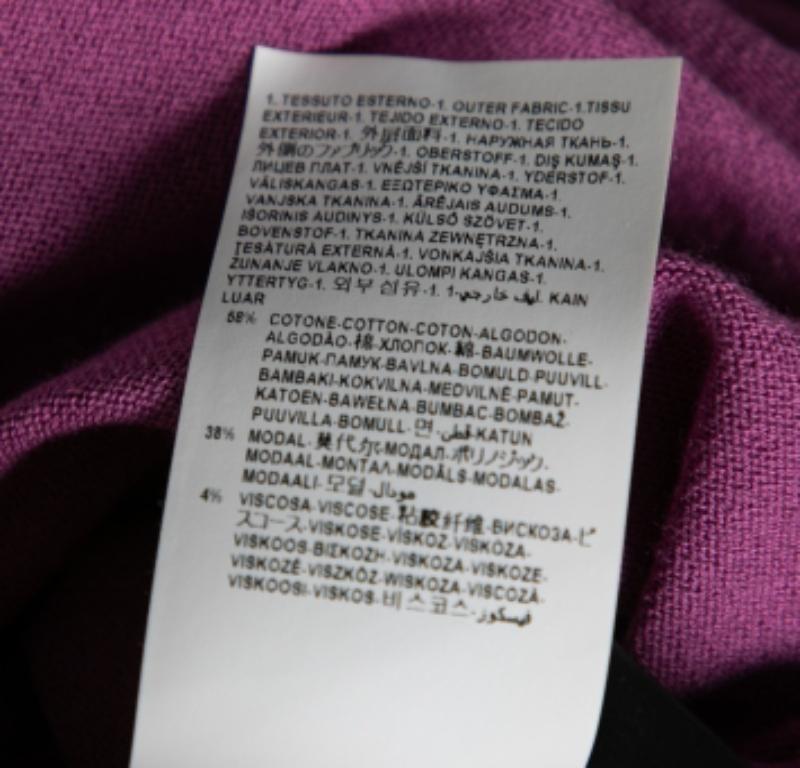 1. TESSUTO ESTERNO-1. OUTER FABRIC-1.TISSU
EXTERIEUR-1. TEJIDO EXTERNO-1. TECIDO
EXTERIOR-1. 外层面料-1. НАРУЖНАЯ ТКАНЬ-1.
外側のファブリック-1. OBERSTOFF-1. DIŞ KUMAŞ-1.
ЛИЦЕВ ПЛАТ-1. VNĚJŠÍ TKANINA-1. YDERSTOF-1.
VÄLISKANGAS-1. ΕΞΩΤΕΡΙΚΟ ΥΦΑΣΜΑ-1.
VANJSKA TKANINA-1. ĀRĒJAIS AUDUMS-1.
IŠORINIS AUDINYS-1. KÜLSŐ SZÖVET-1.
BOVENSTOF-1. TKANINA ZEWNĘTRZNA-1.
ŢESĂTURĂ EXTERNĂ-1. VONKAJŠIA TKANINA-1.
ZUNANJE VLAKNO-1. ULOMPI KANGAS-1.
YTTERTYG-1. 외부 섬유-1. 1-ليف خارجي. KAIN
LUAR
58% COTONE-COTTON-COTON-ALGODON-
ALGODÃO-棉-ХЛОПОК-綿-BAUMWOLLE-
PAMUK-ПАМУК-BAVLNA-BOMULD-PUUVILL-
BAMBAKI-KOKVILNA-MEDVILNĖ-PAMUT-
KATOEN-BAWEŁNA-BUMBAC-BOMBAŽ-
PUUVILLA-BOMULL-면-قطن-KATUN
38% MODAL-莫代尔-МОДАЛ-ポリノジック-
MODAAL-ΜΟΝΤΑΛ-MODĀLS-MODALAS-
MODAALI-모달-مودال
4% VISCOSA-VISCOSE-粘胶纤维-ВИСКОЗА-ビ
スコース-VISKOSE-VİSKOZ-VISKOZA-
VISKOOS-ΒΙΣΚΟΖΗ-VISKOZA-VISKOZE-
VISKOZĖ-VISZKÓZ-WISKOZA-VISCOZĂ-
VISKOOSI-VISKOS-비스코스-فيسكوز